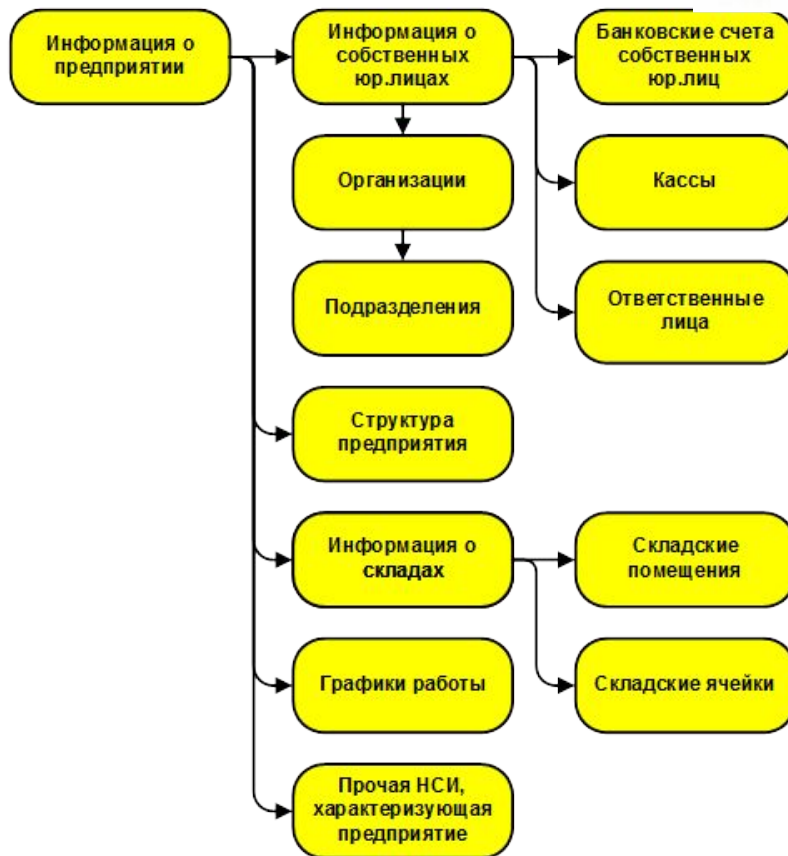 Информация о
предприятии
Информация о
собственных
юр.лицах
Банковские счета
собственных
юр.лиц
Организации
Кассы
Подразделения
Ответственные
лица
Структура
предприятия
Информация о
складах
Складские
помещения
Графики работы
Складские ячейки
Прочая НСИ,
характеризующая
предприятие